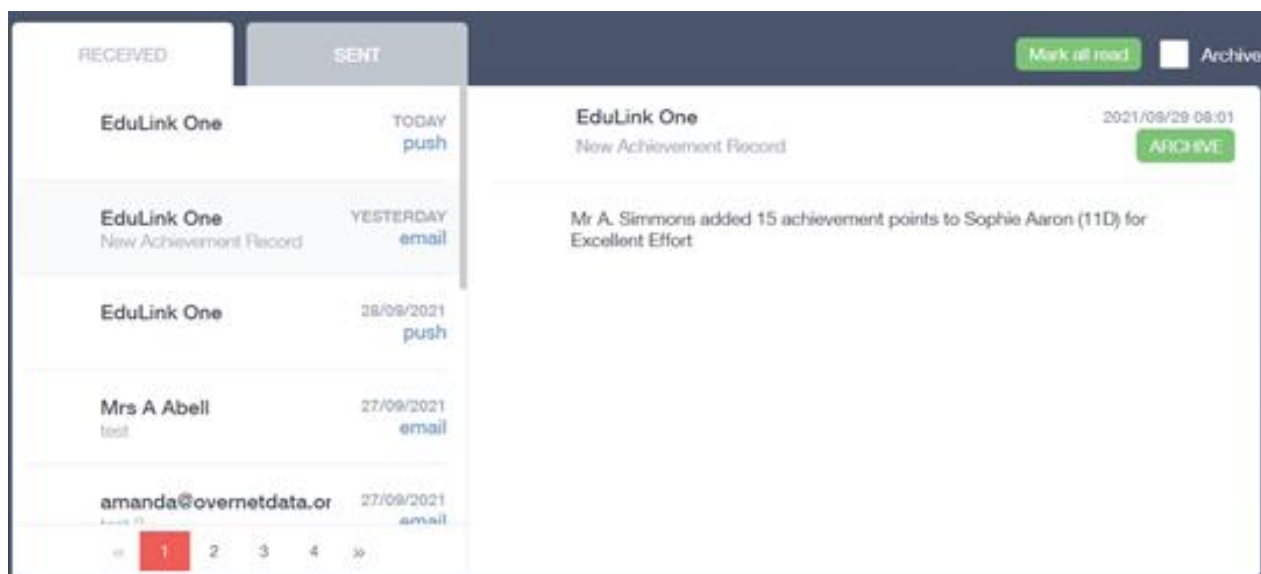 RECEIVED
SENT
Mark all read
Archive
EduLink One
TODAY
push
EduLink One
YESTERDAY
New Achievement Record
email
EduLink One
28/09/2021
push
Mrs A Abell
27/09/2021
test
email
amanda@overnetdata.or
27/09/2021
email
«
1
2
3
4
»
EduLink One
2021/09/29 08:01
New Achievement Record
ARCHIVE
Mr A. Simmons added 15 achievement points to Sophie Aaron (11D) for
Excellent Effort